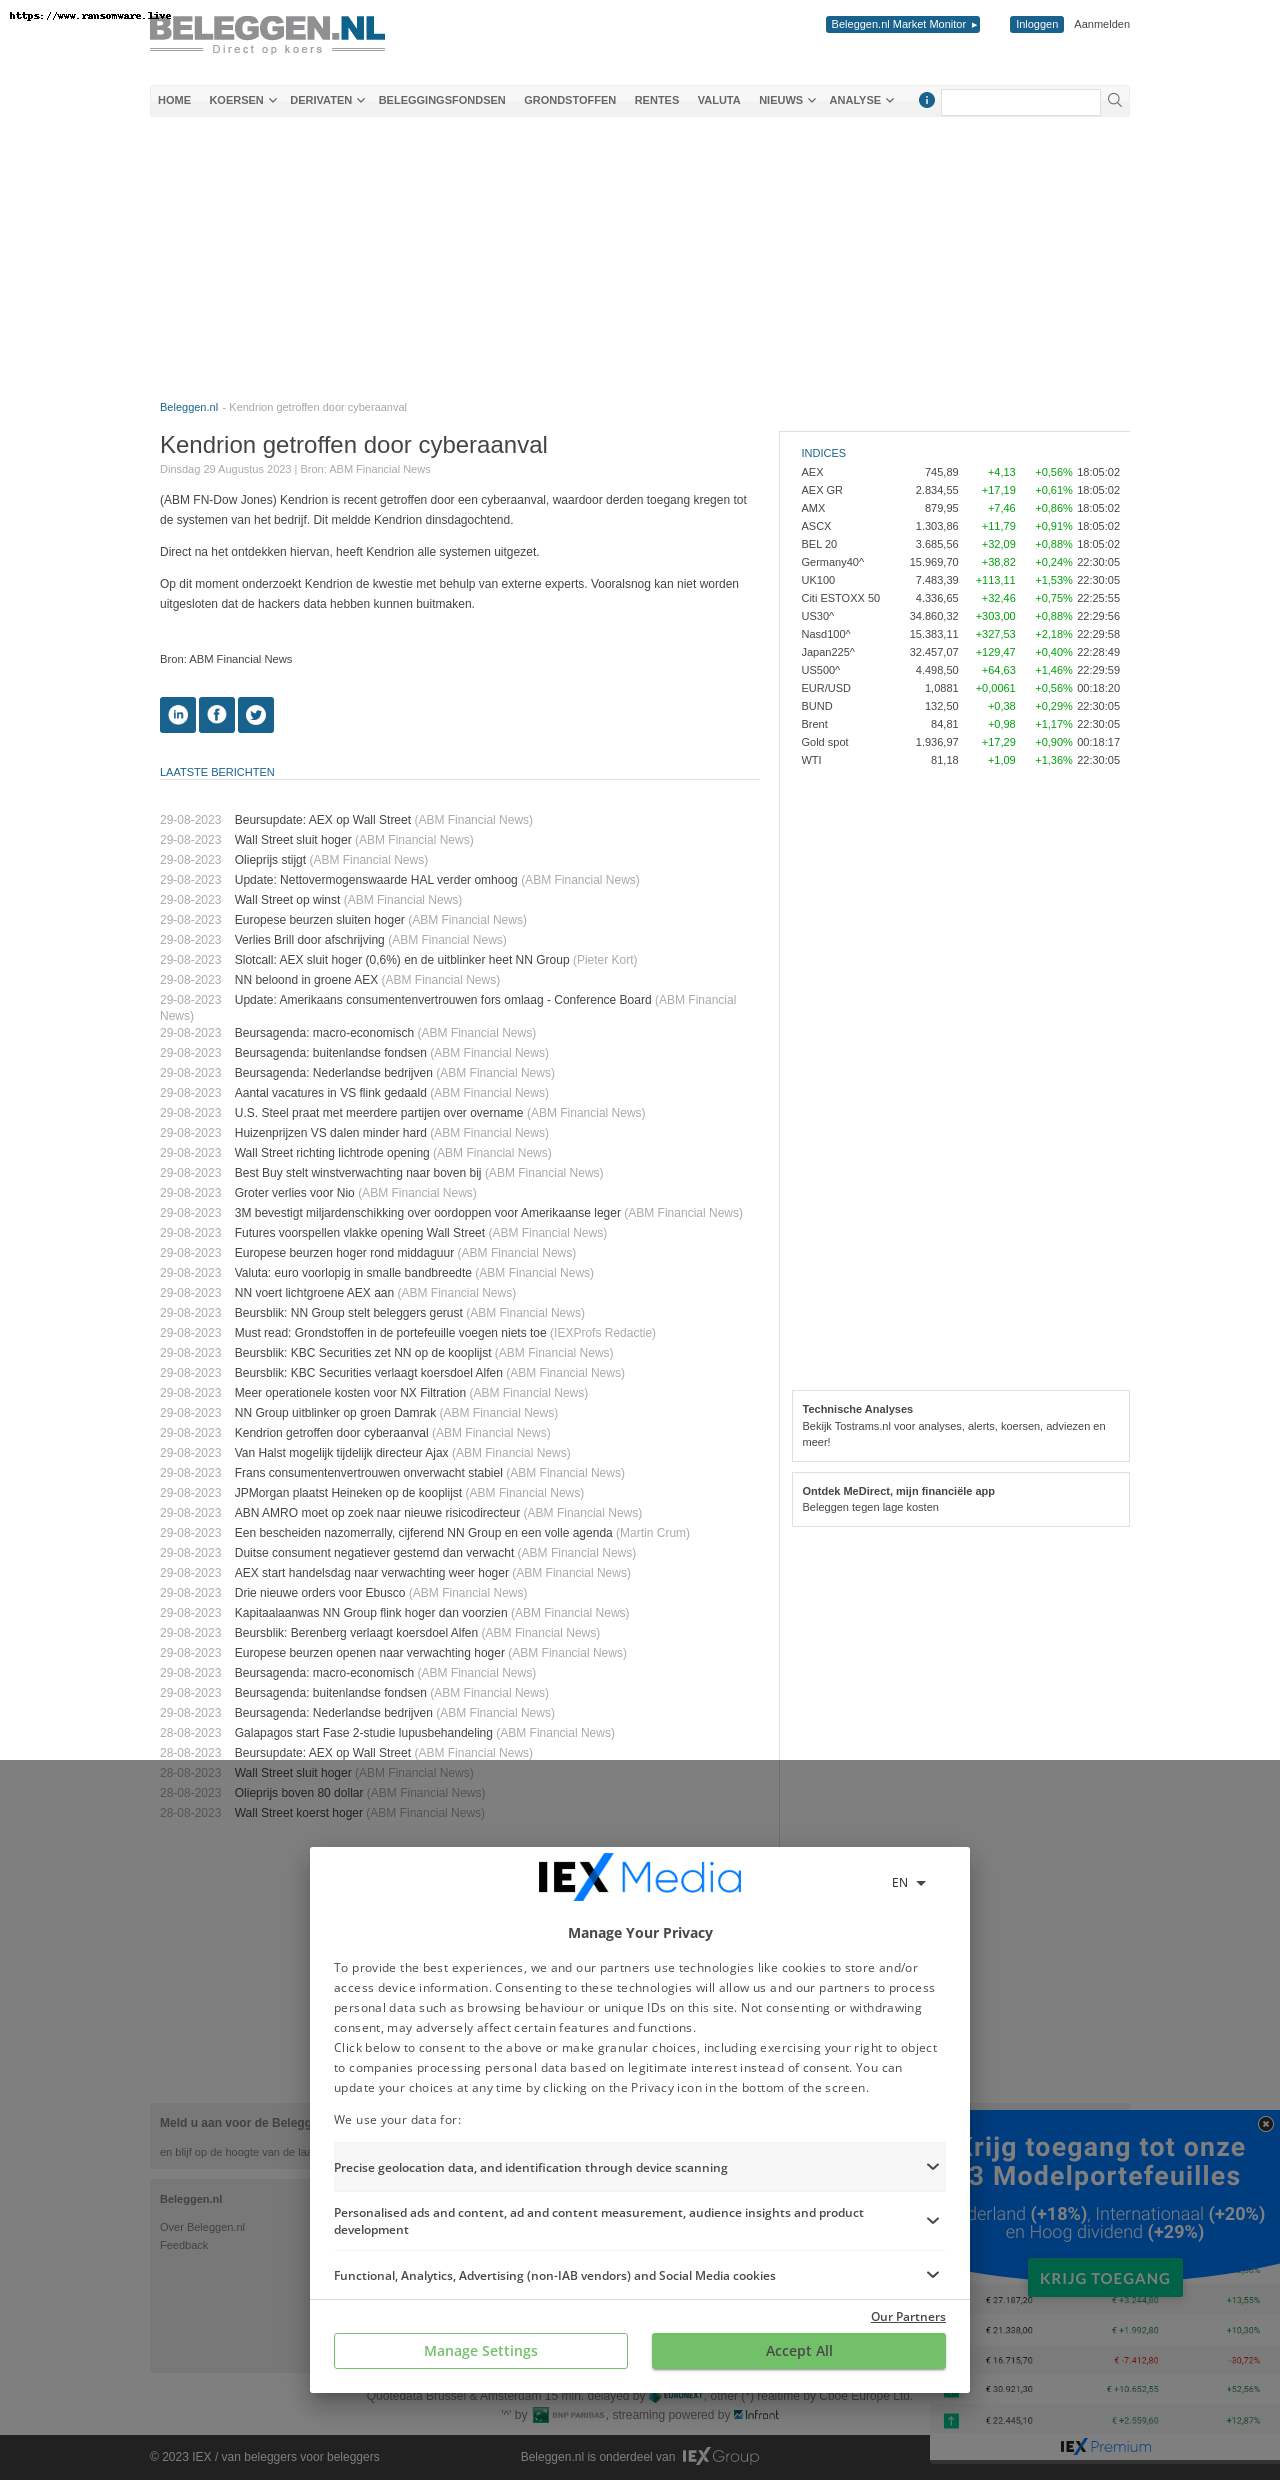 https://www.ransomware.live
BELEGGEN.NL
Direct op koers
Beleggen.nl Market Monitor ▸
Inloggen
Aanmelden
HOME KOERSEN DERIVATEN BELEGGINGSFONDSEN GRONDSTOFFEN RENTES VALUTA NIEUWS ANALYSE
Beleggen.nl - Kendrion getroffen door cyberaanval
Kendrion getroffen door cyberaanval
Dinsdag 29 Augustus 2023 | Bron: ABM Financial News
(ABM FN-Dow Jones) Kendrion is recent getroffen door een cyberaanval, waardoor derden toegang kregen tot
de systemen van het bedrijf. Dit meldde Kendrion dinsdagochtend.
Direct na het ontdekken hiervan, heeft Kendrion alle systemen uitgezet.
Op dit moment onderzoekt Kendrion de kwestie met behulp van externe experts. Vooralsnog kan niet worden
uitgesloten dat de hackers data hebben kunnen buitmaken.
Bron: ABM Financial News
LAATSTE BERICHTEN
29-08-2023 Beursupdate: AEX op Wall Street (ABM Financial News)
29-08-2023 Wall Street sluit hoger (ABM Financial News)
29-08-2023 Olieprijs stijgt (ABM Financial News)
29-08-2023 Update: Nettovermogenswaarde HAL verder omhoog (ABM Financial News)
29-08-2023 Wall Street op winst (ABM Financial News)
29-08-2023 Europese beurzen sluiten hoger (ABM Financial News)
29-08-2023 Verlies Brill door afschrijving (ABM Financial News)
29-08-2023 Slotcall: AEX sluit hoger (0,6%) en de uitblinker heet NN Group (Pieter Kort)
29-08-2023 NN beloond in groene AEX (ABM Financial News)
29-08-2023 Update: Amerikaans consumentenvertrouwen fors omlaag - Conference Board (ABM Financial
News)
29-08-2023 Beursagenda: macro-economisch (ABM Financial News)
29-08-2023 Beursagenda: buitenlandse fondsen (ABM Financial News)
29-08-2023 Beursagenda: Nederlandse bedrijven (ABM Financial News)
29-08-2023 Aantal vacatures in VS flink gedaald (ABM Financial News)
29-08-2023 U.S. Steel praat met meerdere partijen over overname (ABM Financial News)
29-08-2023 Huizenprijzen VS dalen minder hard (ABM Financial News)
29-08-2023 Wall Street richting lichtrode opening (ABM Financial News)
29-08-2023 Best Buy stelt winstverwachting naar boven bij (ABM Financial News)
29-08-2023 Groter verlies voor Nio (ABM Financial News)
29-08-2023 3M bevestigt miljardenschikking over oordoppen voor Amerikaanse leger (ABM Financial News)
29-08-2023 Futures voorspellen vlakke opening Wall Street (ABM Financial News)
29-08-2023 Europese beurzen hoger rond middaguur (ABM Financial News)
29-08-2023 Valuta: euro voorlopig in smalle bandbreedte (ABM Financial News)
29-08-2023 NN voert lichtgroene AEX aan (ABM Financial News)
29-08-2023 Beursblik: NN Group stelt beleggers gerust (ABM Financial News)
29-08-2023 Must read: Grondstoffen in de portefeuille voegen niets toe (IEXProfs Redactie)
29-08-2023 Beursblik: KBC Securities zet NN op de kooplijst (ABM Financial News)
29-08-2023 Beursblik: KBC Securities verlaagt koersdoel Alfen (ABM Financial News)
29-08-2023 Meer operationele kosten voor NX Filtration (ABM Financial News)
29-08-2023 NN Group uitblinker op groen Damrak (ABM Financial News)
29-08-2023 Kendrion getroffen door cyberaanval (ABM Financial News)
29-08-2023 Van Halst mogelijk tijdelijk directeur Ajax (ABM Financial News)
29-08-2023 Frans consumentenvertrouwen onverwacht stabiel (ABM Financial News)
29-08-2023 JPMorgan plaatst Heineken op de kooplijst (ABM Financial News)
29-08-2023 ABN AMRO moet op zoek naar nieuwe risicodirecteur (ABM Financial News)
29-08-2023 Een bescheiden nazomerrally, cijferend NN Group en een volle agenda (Martin Crum)
29-08-2023 Duitse consument negatiever gestemd dan verwacht (ABM Financial News)
29-08-2023 AEX start handelsdag naar verwachting weer hoger (ABM Financial News)
29-08-2023 Drie nieuwe orders voor Ebusco (ABM Financial News)
29-08-2023 Kapitaalaanwas NN Group flink hoger dan voorzien (ABM Financial News)
29-08-2023 Beursblik: Berenberg verlaagt koersdoel Alfen (ABM Financial News)
29-08-2023 Europese beurzen openen naar verwachting hoger (ABM Financial News)
29-08-2023 Beursagenda: macro-economisch (ABM Financial News)
29-08-2023 Beursagenda: buitenlandse fondsen (ABM Financial News)
29-08-2023 Beursagenda: Nederlandse bedrijven (ABM Financial News)
28-08-2023 Galapagos start Fase 2-studie lupusbehandeling (ABM Financial News)
28-08-2023 Beursupdate: AEX op Wall Street (ABM Financial News)
28-08-2023 Wall Street sluit hoger (ABM Financial News)
28-08-2023 Olieprijs boven 80 dollar (ABM Financial News)
28-08-2023 Wall Street koerst hoger (ABM Financial News)
INDICES
AEX 745,89 +4,13 +0,56% 18:05:02
AEX GR 2.834,55 +17,19 +0,61% 18:05:02
AMX 879,95 +7,46 +0,86% 18:05:02
ASCX 1.303,86 +11,79 +0,91% 18:05:02
BEL 20 3.685,56 +32,09 +0,88% 18:05:02
Germany40^ 15.969,70 +38,82 +0,24% 22:30:05
UK100 7.483,39 +113,11 +1,53% 22:30:05
Citi ESTOXX 50 4.336,65 +32,46 +0,75% 22:25:55
US30^ 34.860,32 +303,00 +0,88% 22:29:56
Nasd100^ 15.383,11 +327,53 +2,18% 22:29:58
Japan225^ 32.457,07 +129,47 +0,40% 22:28:49
US500^ 4.498,50 +64,63 +1,46% 22:29:59
EUR/USD 1,0881 +0,0061 +0,56% 00:18:20
BUND 132,50 +0,38 +0,29% 22:30:05
Brent 84,81 +0,98 +1,17% 22:30:05
Gold spot 1.936,97 +17,29 +0,90% 00:18:17
WTI 81,18 +1,09 +1,36% 22:30:05
Technische Analyses
Bekijk Tostrams.nl voor analyses, alerts, koersen, adviezen en
meer!
Ontdek MeDirect, mijn financiële app
Beleggen tegen lage kosten
IEX Media
EN
Manage Your Privacy
To provide the best experiences, we and our partners use technologies like cookies to store and/or
access device information. Consenting to these technologies will allow us and our partners to process
personal data such as browsing behaviour or unique IDs on this site. Not consenting or withdrawing
consent, may adversely affect certain features and functions.
Click below to consent to the above or make granular choices, including exercising your right to object
to companies processing personal data based on legitimate interest instead of consent. You can
update your choices at any time by clicking on the Privacy icon in the bottom of the screen.
We use your data for:
Precise geolocation data, and identification through device scanning
Personalised ads and content, ad and content measurement, audience insights and product
development
Functional, Analytics, Advertising (non-IAB vendors) and Social Media cookies
Our Partners
Manage Settings
Accept All
Meld u aan voor de Belegg
en blijf op de hoogte van de laa
Beleggen.nl
Over Beleggen.nl
Feedback
Krijg toegang tot onze
3 Modelportefeuilles
derland (+18%), Internationaal (+20%)
en Hoog dividend (+29%)
KRIJG TOEGANG
€ 27.187,20 € +3.244,80 +13,55%
€ 21.338,00 € +1.992,80 +10,30%
€ 16.715,70 € -7.412,80 -30,72%
€ 30.921,30 € +10.652,55 +52,56%
€ 22.445,10 € +2.559,60 +12,87%
IEX Premium
Quotedata Brussel & Amsterdam 15 min. delayed by EURONEXT, other (*) realtime by Cboe Europe Ltd.
'^' by BNP PARIBAS, streaming powered by Infront
© 2023 IEX / van beleggers voor beleggers
Beleggen.nl is onderdeel van IEX Group